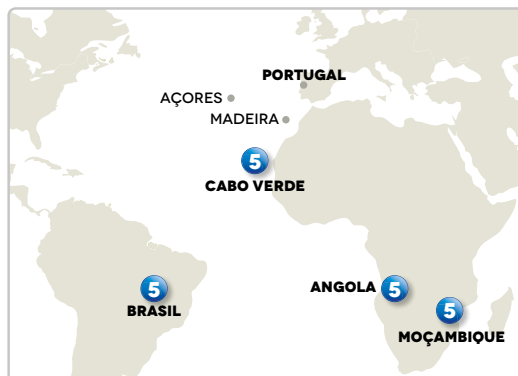 PORTUGAL
AÇORES
MADEIRA
5
CABO VERDE
5
BRASIL
ANGOLA 5
5
MOÇAMBIQUE